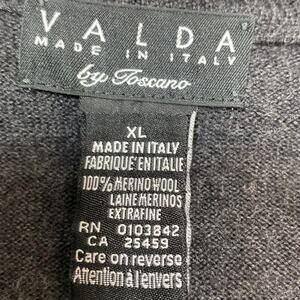 VALDA
MADE IN ITALY
by Toscano
XL
MADE IN ITALY
FABRIQUÉ EN ITALIE
100% MERINO WOOL
LAINE MERINOS
EXTRAFINE
RN 0103842
CA 25459
Care on reverse
Attention à l'envers